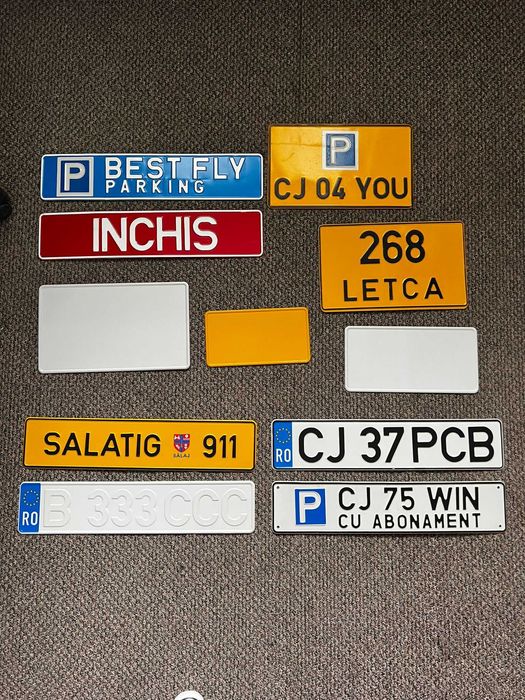 P BEST FLY
PARKING
P
CJ 04 YOU
INCHIS
268
LETCA
SALATIG SĂLAJ 911
RO CJ 37 PCB
RO B 333 CCC
P CJ 75 WIN
CU ABONAMENT